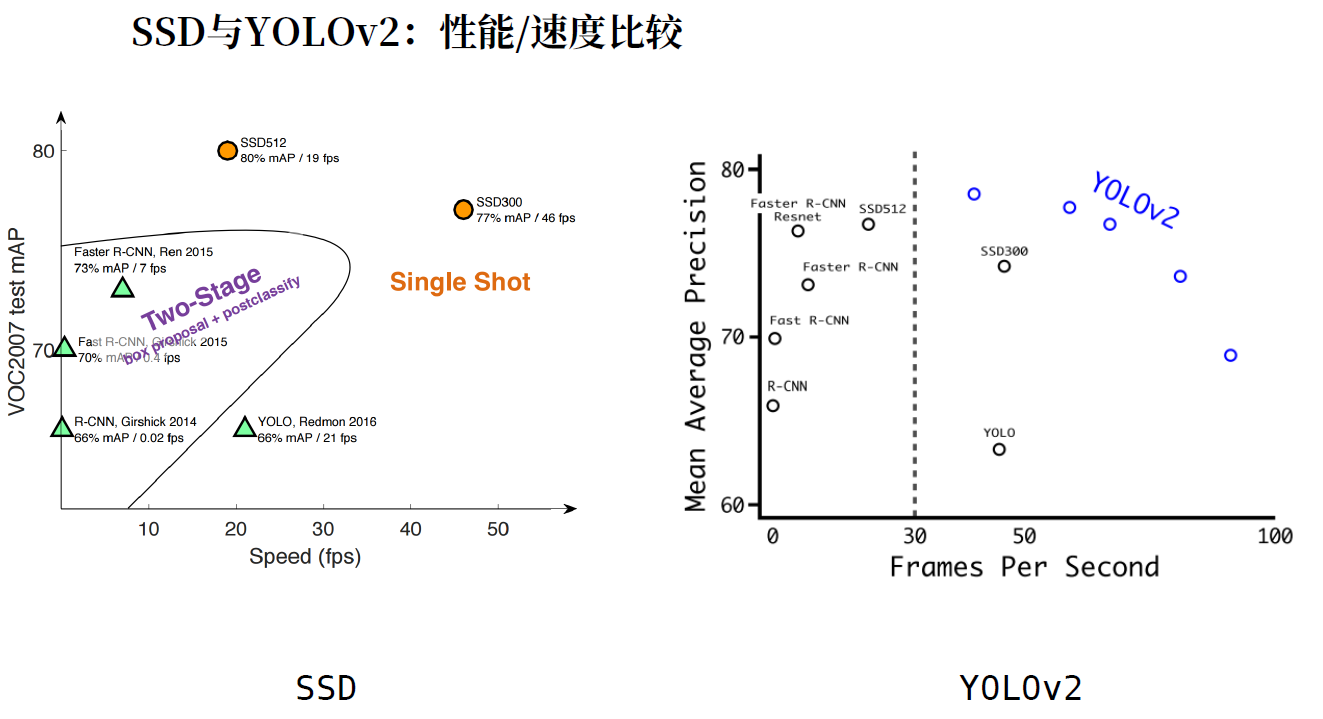 SSD与YOLOv2：性能/速度比较
80
70
VOC2007 test mAP
SSD512
80% mAP / 19 fps
SSD300
77% mAP / 46 fps
Faster R-CNN, Ren 2015
73% mAP / 7 fps
Two-Stage
box proposal + postclassify
Single Shot
Fast R-CNN, Girshick 2015
70% mAP / 0.4 fps
R-CNN, Girshick 2014
66% mAP / 0.02 fps
YOLO, Redmon 2016
66% mAP / 21 fps
10 20 30 40 50
Speed (fps)
SSD
Mean Average Precision
80
70
60
Faster R-CNN
Resnet
SSD512
YOLOv2
SSD300
Faster R-CNN
Fast R-CNN
R-CNN
YOLO
0 30 50 100
Frames Per Second
YOLOv2